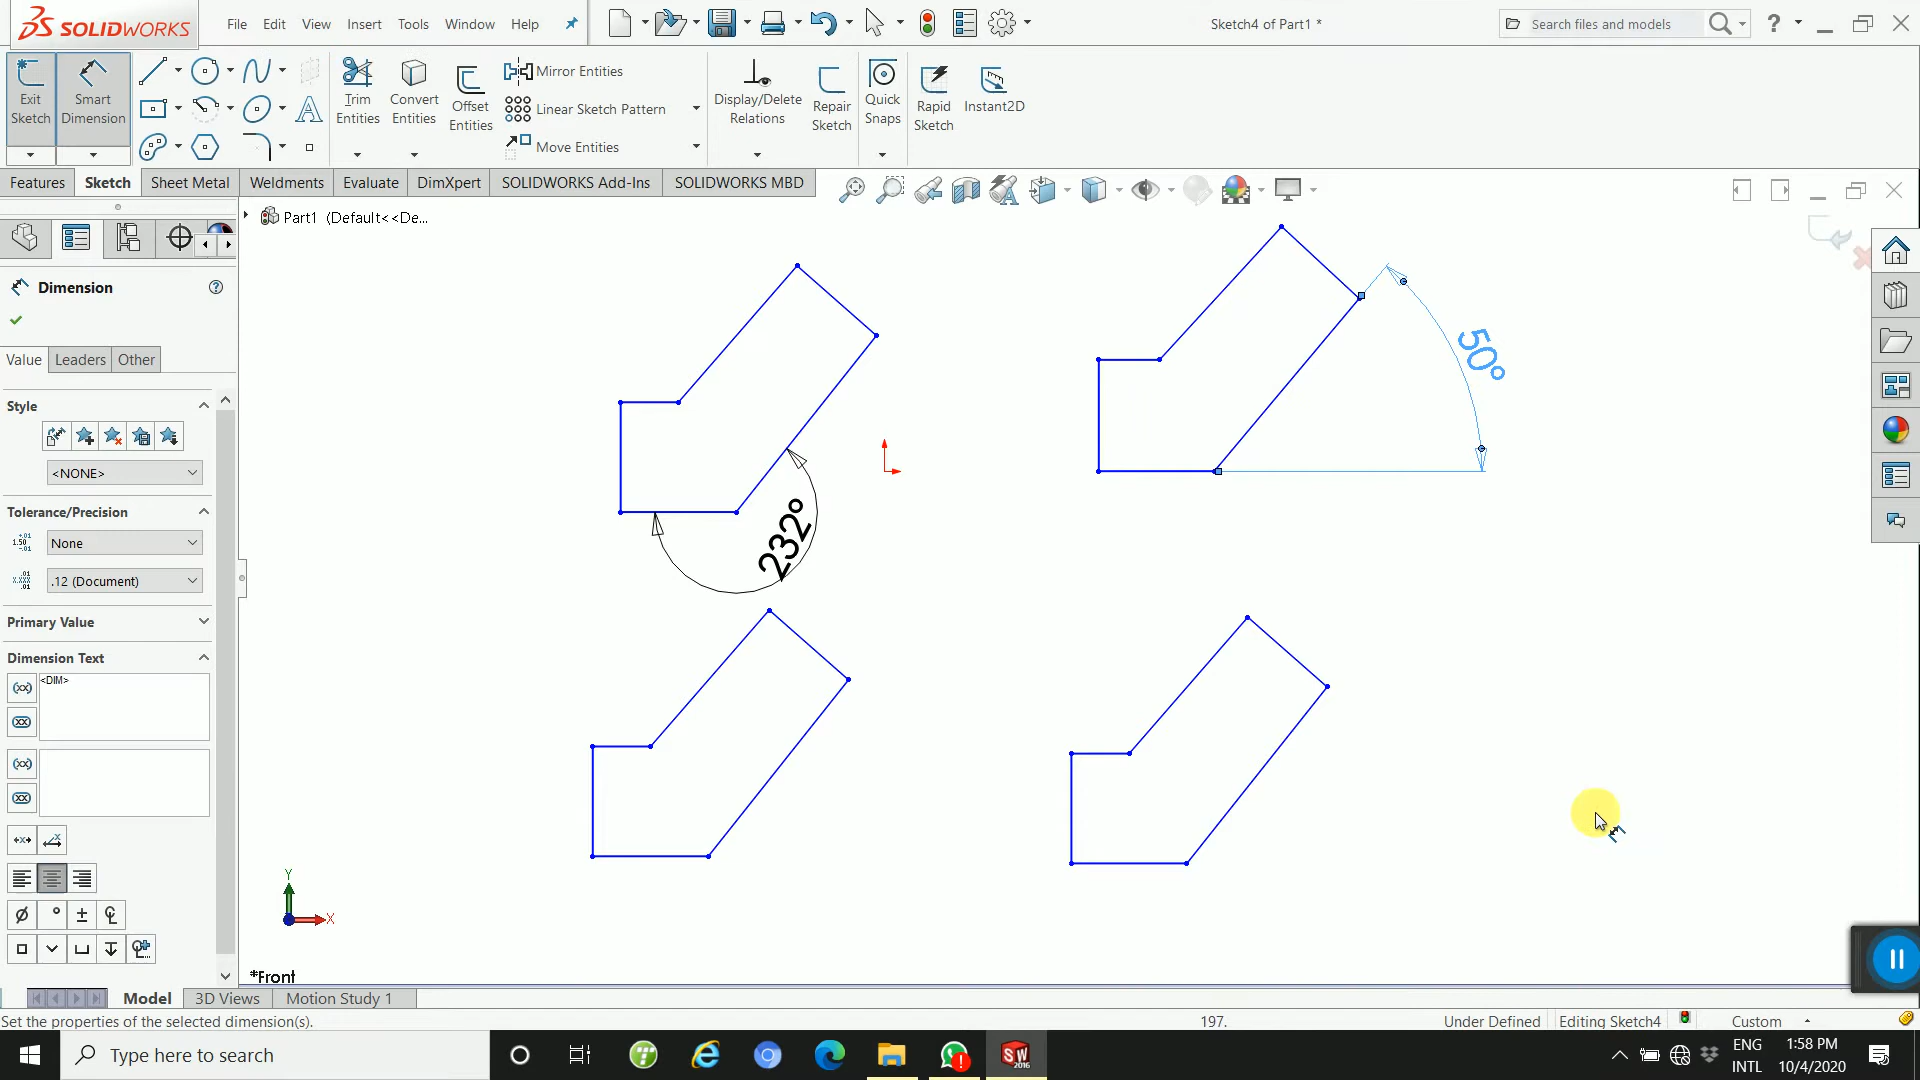 SOLIDWORKS
File Edit View Insert Tools Window Help
Sketch4 of Part1 *
Search files and models
Exit Sketch
Smart Dimension
Trim Entities
Convert Entities
Offset Entities
Mirror Entities
Linear Sketch Pattern
Move Entities
Display/Delete Relations
Repair Sketch
Quick Snaps
Rapid Sketch
Instant2D
Features Sketch Sheet Metal Weldments Evaluate DimXpert SOLIDWORKS Add-Ins SOLIDWORKS MBD
Part1 (Default<<De...
Dimension
Value Leaders Other
Style
<NONE>
Tolerance/Precision
None
.12 (Document)
Primary Value
Dimension Text
<DIM>
50°
232°
Y
X
*Front
Model 3D Views Motion Study 1
Set the properties of the selected dimension(s).
197.
Under Defined
Editing Sketch4
Custom
Type here to search
SW
2016
ENG
INTL
1:58 PM
10/4/2020